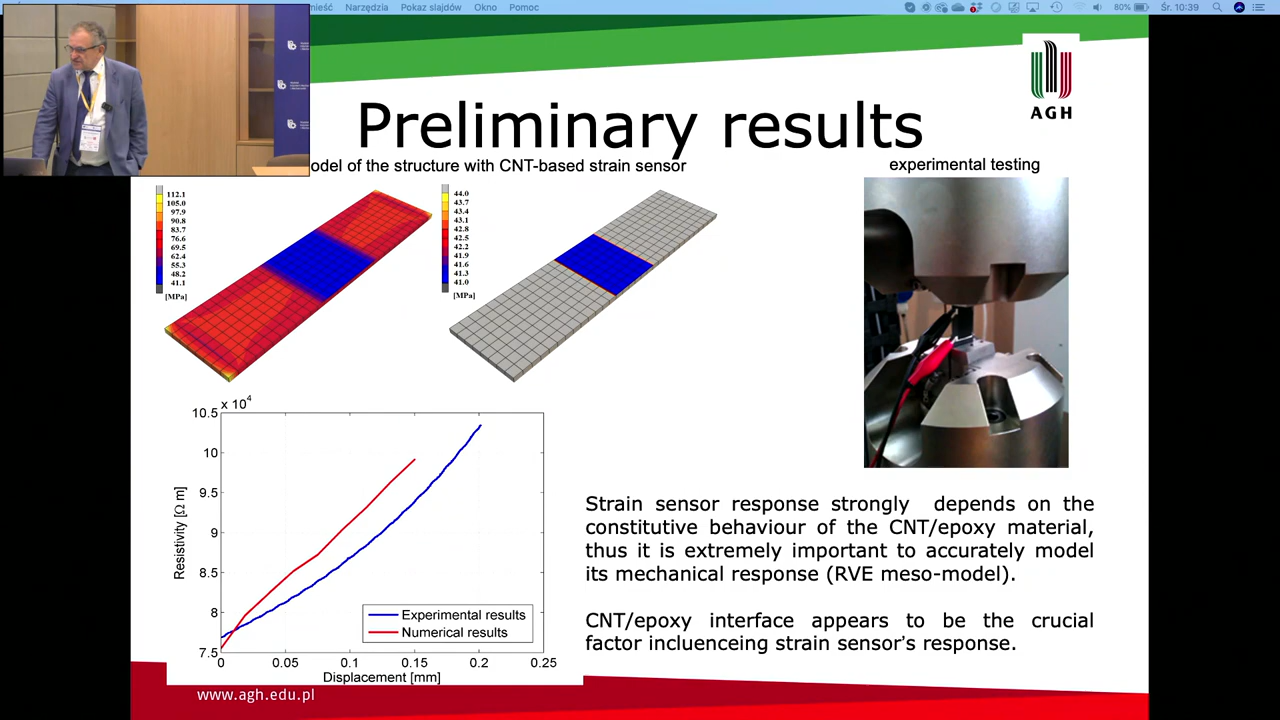 Narzędzia Pokaz slajdów Okno Pomoc
80% Śr. 10:39
AGH
Preliminary results
odel of the structure with CNT-based strain sensor
experimental testing
112.1
105.0
97.9
90.8
83.7
76.6
69.5
62.4
55.3
48.2
41.1
[MPa]
44.0
43.7
43.4
43.1
42.8
42.5
42.2
41.9
41.6
41.3
41.0
[MPa]
x 10⁴
10.5
10
9.5
9
8.5
8
7.5
Resistivity [Ω m]
Experimental results
Numerical results
0 0.05 0.1 0.15 0.2 0.25
Displacement [mm]
Strain sensor response strongly depends on the
constitutive behaviour of the CNT/epoxy material,
thus it is extremely important to accurately model
its mechanical response (RVE meso-model).
CNT/epoxy interface appears to be the crucial
factor incluenceing strain sensor's response.
www.agh.edu.pl